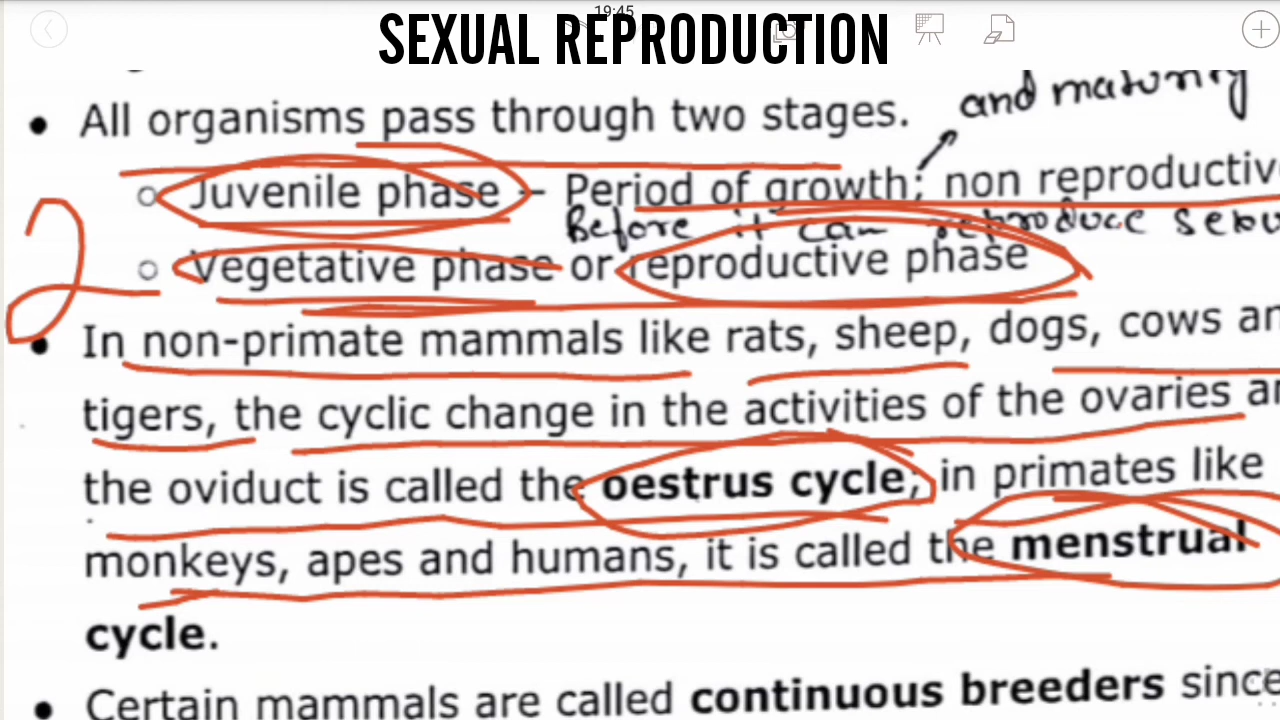 19:45
SEXUAL REPRODUCTION
and maturity
• All organisms pass through two stages.
○ Juvenile phase – Period of growth; non reproductive
Before it can reproduce
○ Vegetative phase or reproductive phase
2
• In non-primate mammals like rats, sheep, dogs, cows
tigers, the cyclic change in the activities of the ovaries
the oviduct is called the oestrus cycle; in primates like
monkeys, apes and humans, it is called the menstrual
cycle.
• Certain mammals are called continuous breeders since